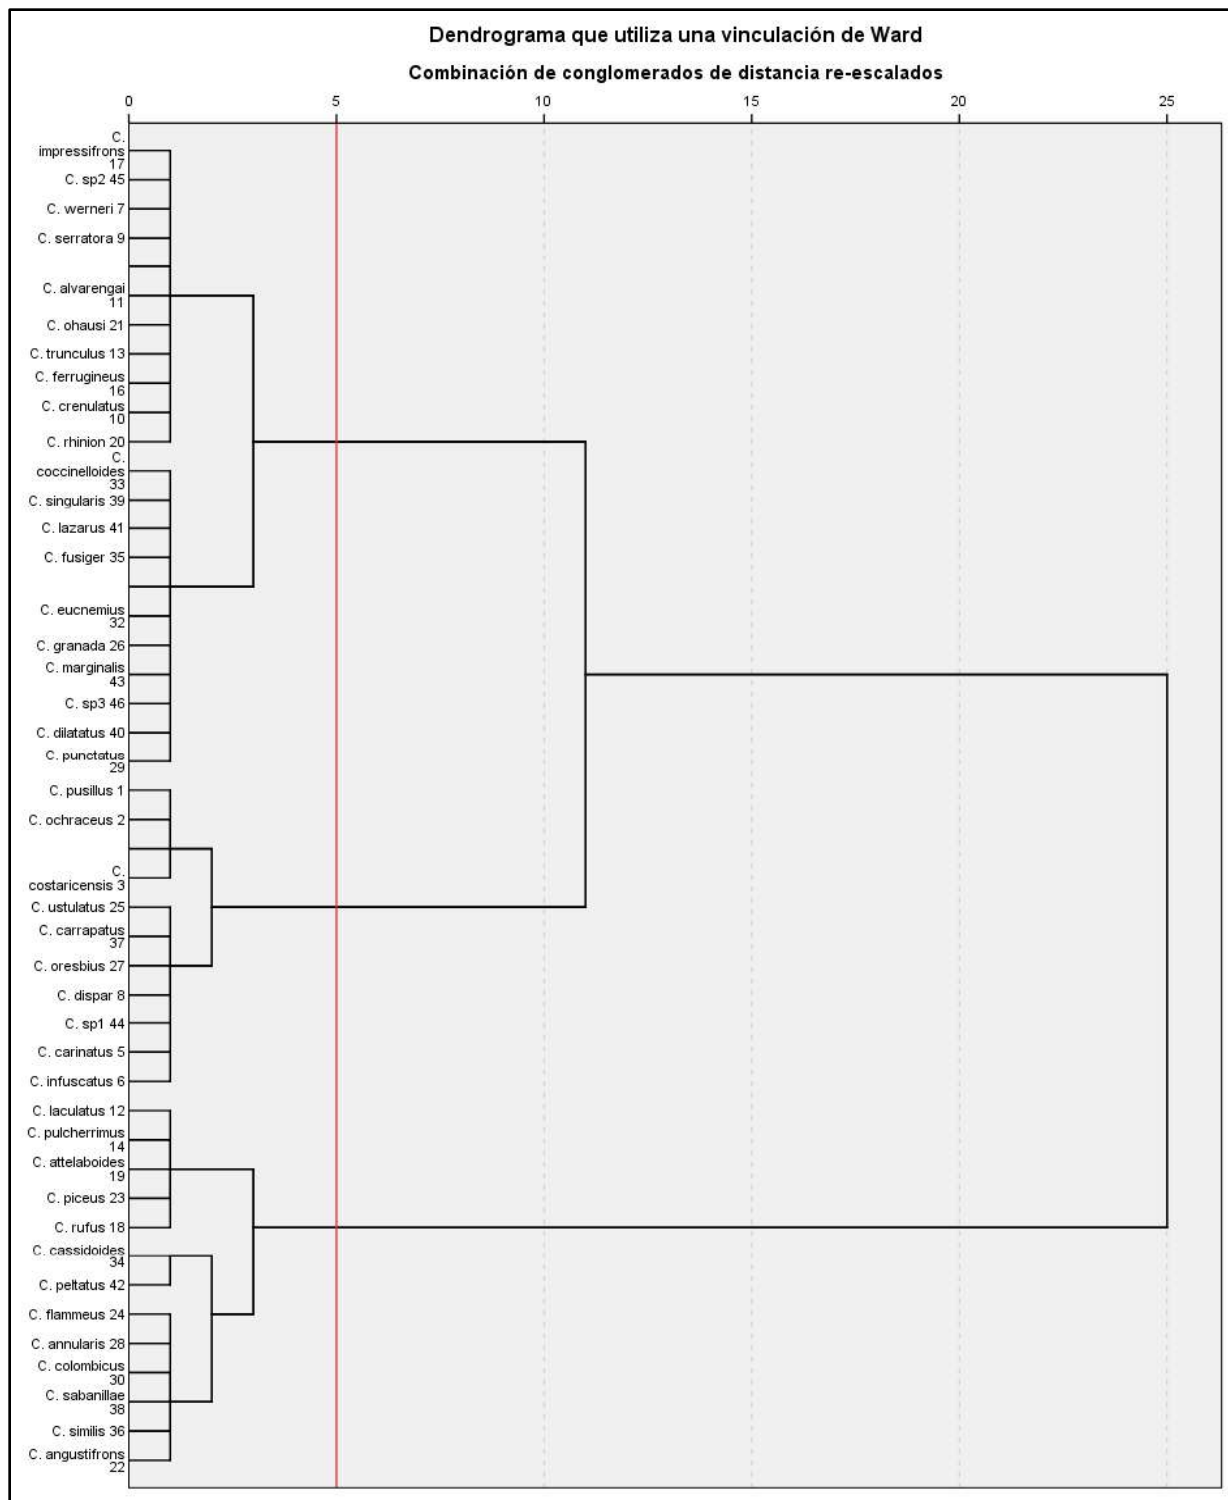 Dendrograma que utiliza una vinculación de Ward
Combinación de conglomerados de distancia re-escalados
0 5 10 15 20 25
C.
impressifrons
17
C. sp2 45
C. werneri 7
C. serratora 9
C. alvarengai
11
C. ohausi 21
C. trunculus 13
C. ferrugineus
16
C. crenulatus
10
C. rhinion 20
C.
coccinelloides
33
C. singularis 39
C. lazarus 41
C. fusiger 35
C. eucnemius
32
C. granada 26
C. marginalis
43
C. sp3 46
C. dilatatus 40
C. punctatus
29
C. pusillus 1
C. ochraceus 2
C.
costaricensis 3
C. ustulatus 25
C. carrapatus
37
C. oresbius 27
C. dispar 8
C. sp1 44
C. carinatus 5
C. infuscatus 6
C. laculatus 12
C. pulcherrimus
14
C. attelaboides
19
C. piceus 23
C. rufus 18
C. cassidoides
34
C. peltatus 42
C. flammeus 24
C. annularis 28
C. colombicus
30
C. sabanillae
38
C. similis 36
C. angustifrons
22